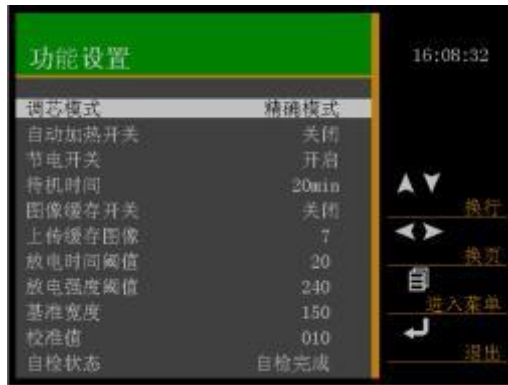 功能设置
16:08:32
调芯模式 精确模式
自动加热开关 关闭
节电开关 开启
待机时间 20min
图像缓存开关 关闭
上传缓存图像 7
放电时间阈值 20
放电强度阈值 240
基准宽度 150
校准值 010
自检状态 自检完成
换行
换页
进入菜单
退出